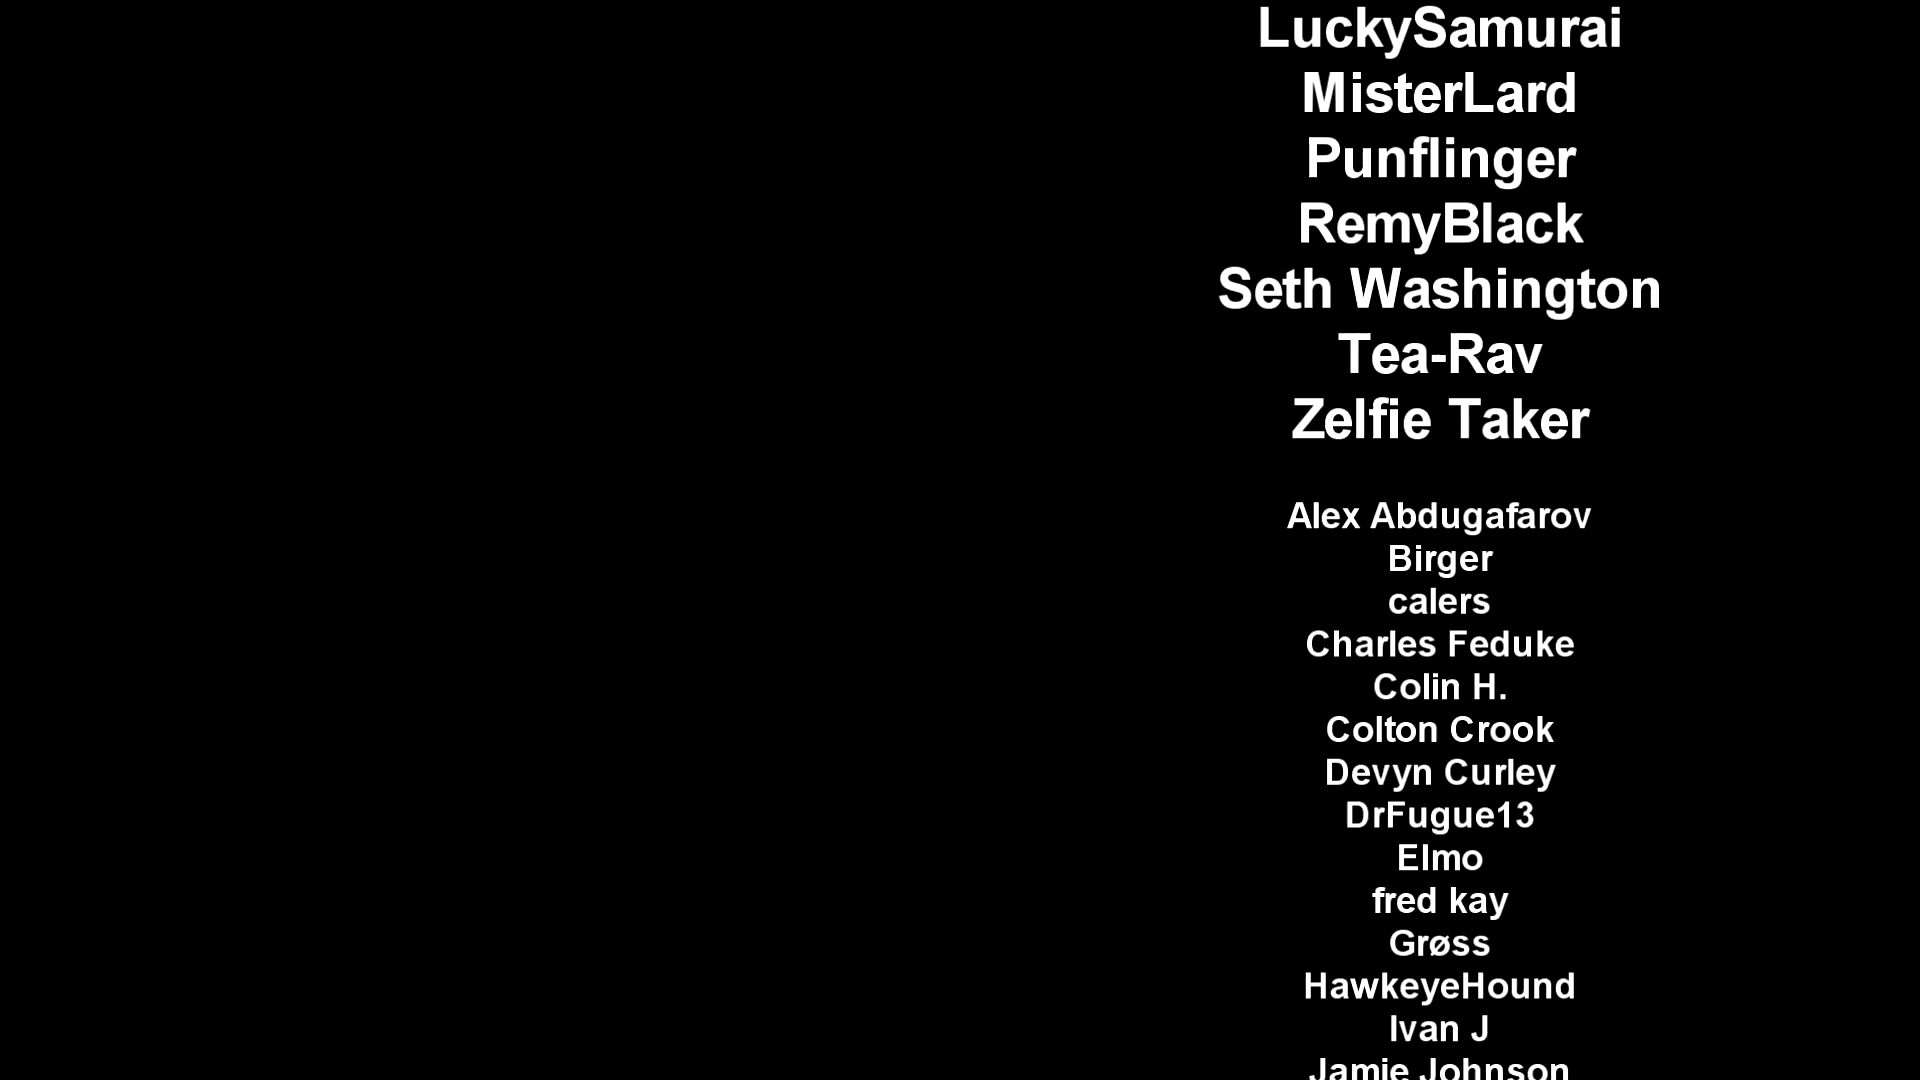 LuckySamurai
MisterLard
Punflinger
RemyBlack
Seth Washington
Tea-Rav
Zelfie Taker
Alex Abdugafarov
Birger
calers
Charles Feduke
Colin H.
Colton Crook
Devyn Curley
DrFugue13
Elmo
fred kay
Grøss
HawkeyeHound
Ivan J
Jamie Johnson